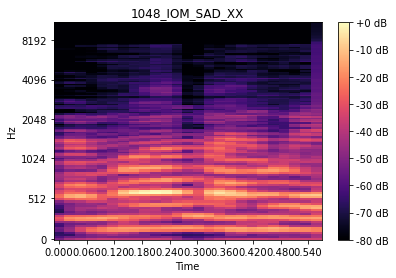 1048_IOM_SAD_XX
+0 dB
8192
-10 dB
4096
-20 dB
-30 dB
2048
Hz
-40 dB
1024
-50 dB
512
-60 dB
-70 dB
0
-80 dB
0.0000.0600.1200.1800.2400.3000.3600.4200.4800.540
Time